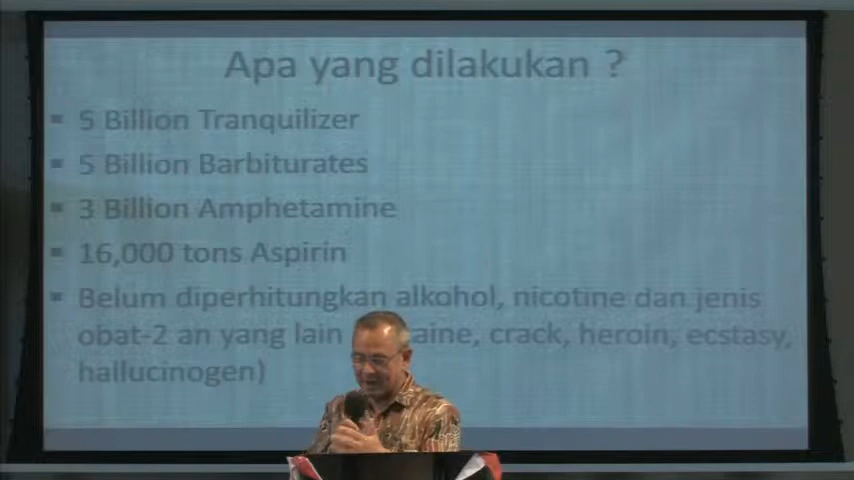 Apa yang dilakukan ?
5 Billion Tranquilizer
5 Billion Barbiturates
3 Billion Amphetamine
16,000 tons Aspirin
Belum diperhitungkan alkohol, nicotine dan jenis
obat-2 an yang lain crack, heroin, ecstasy,
hallucinogen)